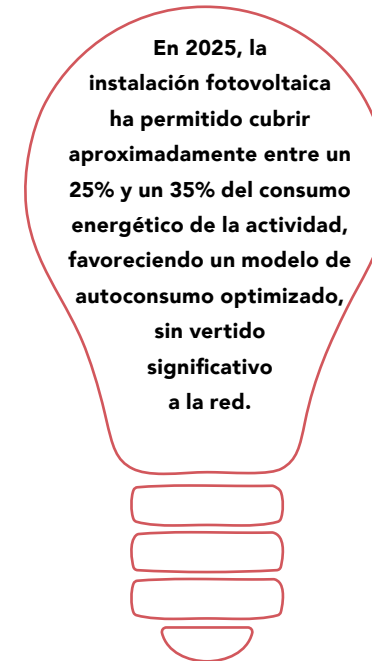 En 2025, la
instalación fotovoltaica
ha permitido cubrir
aproximadamente entre un
25% y un 35% del consumo
energético de la actividad,
favoreciendo un modelo de
autoconsumo optimizado,
sin vertido
significativo
a la red.